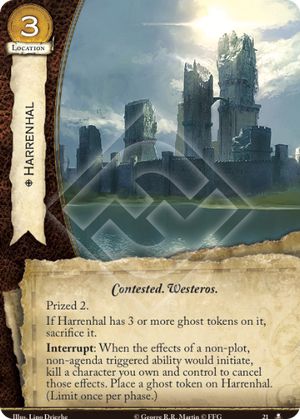 3
LOCATION
HARRENHAL
Contested. Westeros.
Prized 2.
If Harrenhal has 3 or more ghost tokens on it,
sacrifice it.
Interrupt: When the effects of a non-plot,
non-agenda triggered ability would initiate,
kill a character you own and control to cancel
those effects. Place a ghost token on Harrenhal.
(Limit once per phase.)
Illus. Lino Drieghe
© George R.R. Martin © FFG
21